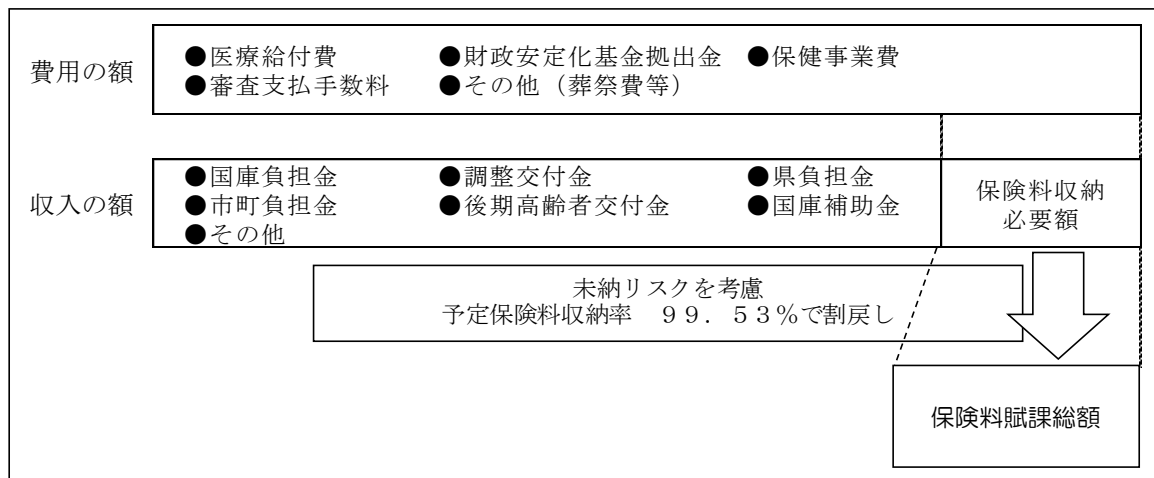 費用の額
●医療給付費 ●財政安定化基金拠出金 ●保健事業費
●審査支払手数料 ●その他（葬祭費等）
収入の額
●国庫負担金 ●調整交付金 ●県負担金
●市町負担金 ●後期高齢者交付金 ●国庫補助金
●その他
保険料収納
必要額
未納リスクを考慮
予定保険料収納率　９９．５３％で割戻し
保険料賦課総額